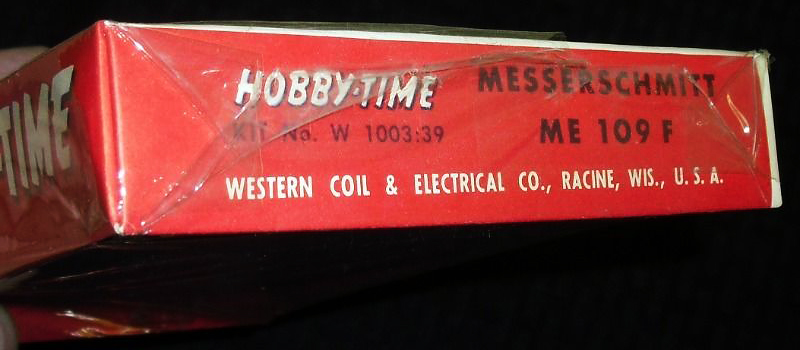 TIME
HOBBY-TIME
MESSERSCHMITT
KIT No. W 1003:39
ME 109 F
WESTERN COIL & ELECTRICAL CO., RACINE, WIS., U. S. A.